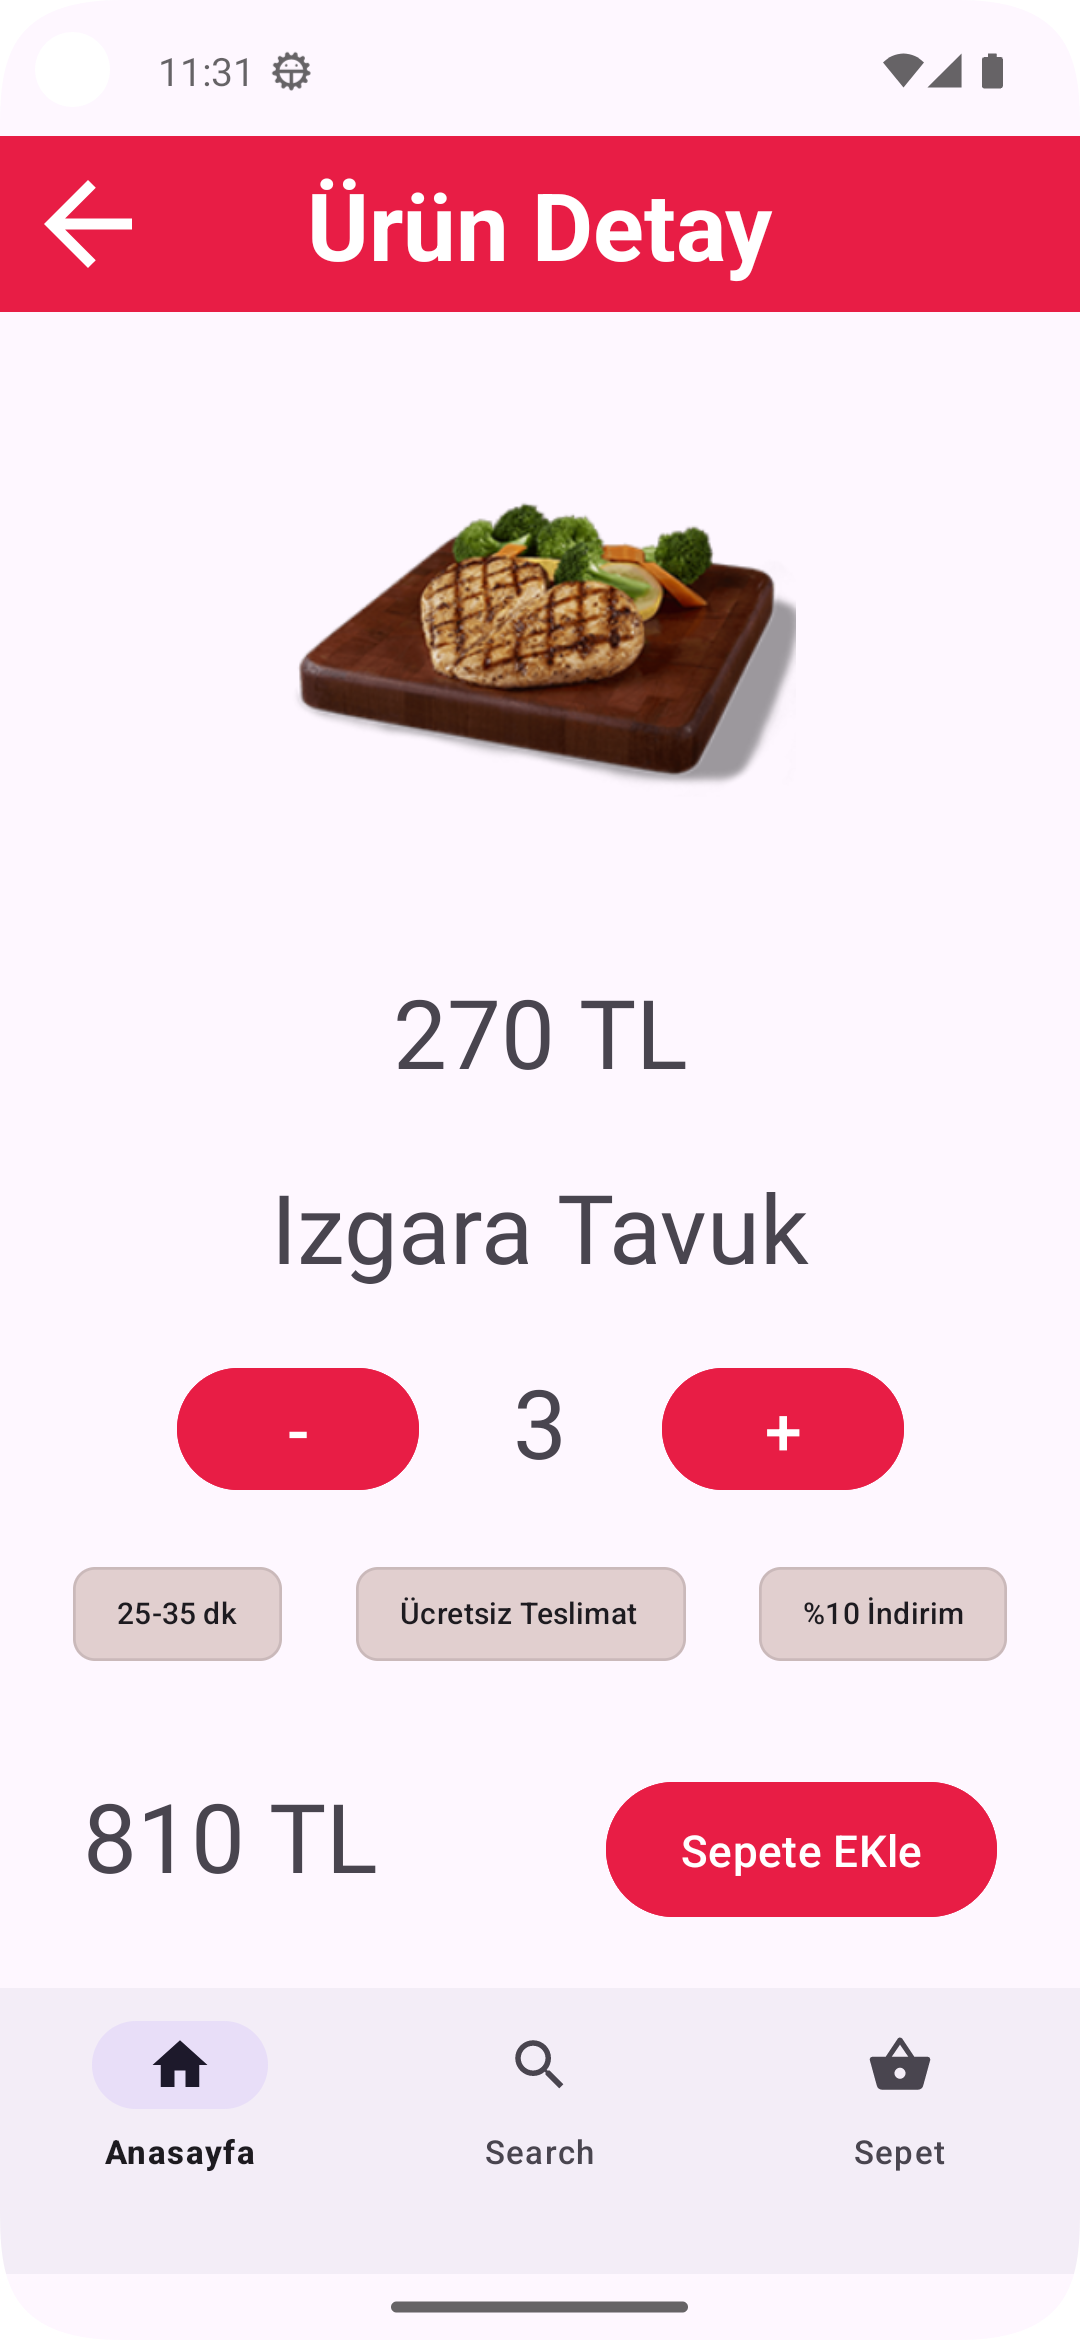 11:31
Ürün Detay
270 TL
Izgara Tavuk
- 3 +
25-35 dk Ücretsiz Teslimat %10 İndirim
810 TL Sepete EKle
Anasayfa Search Sepet